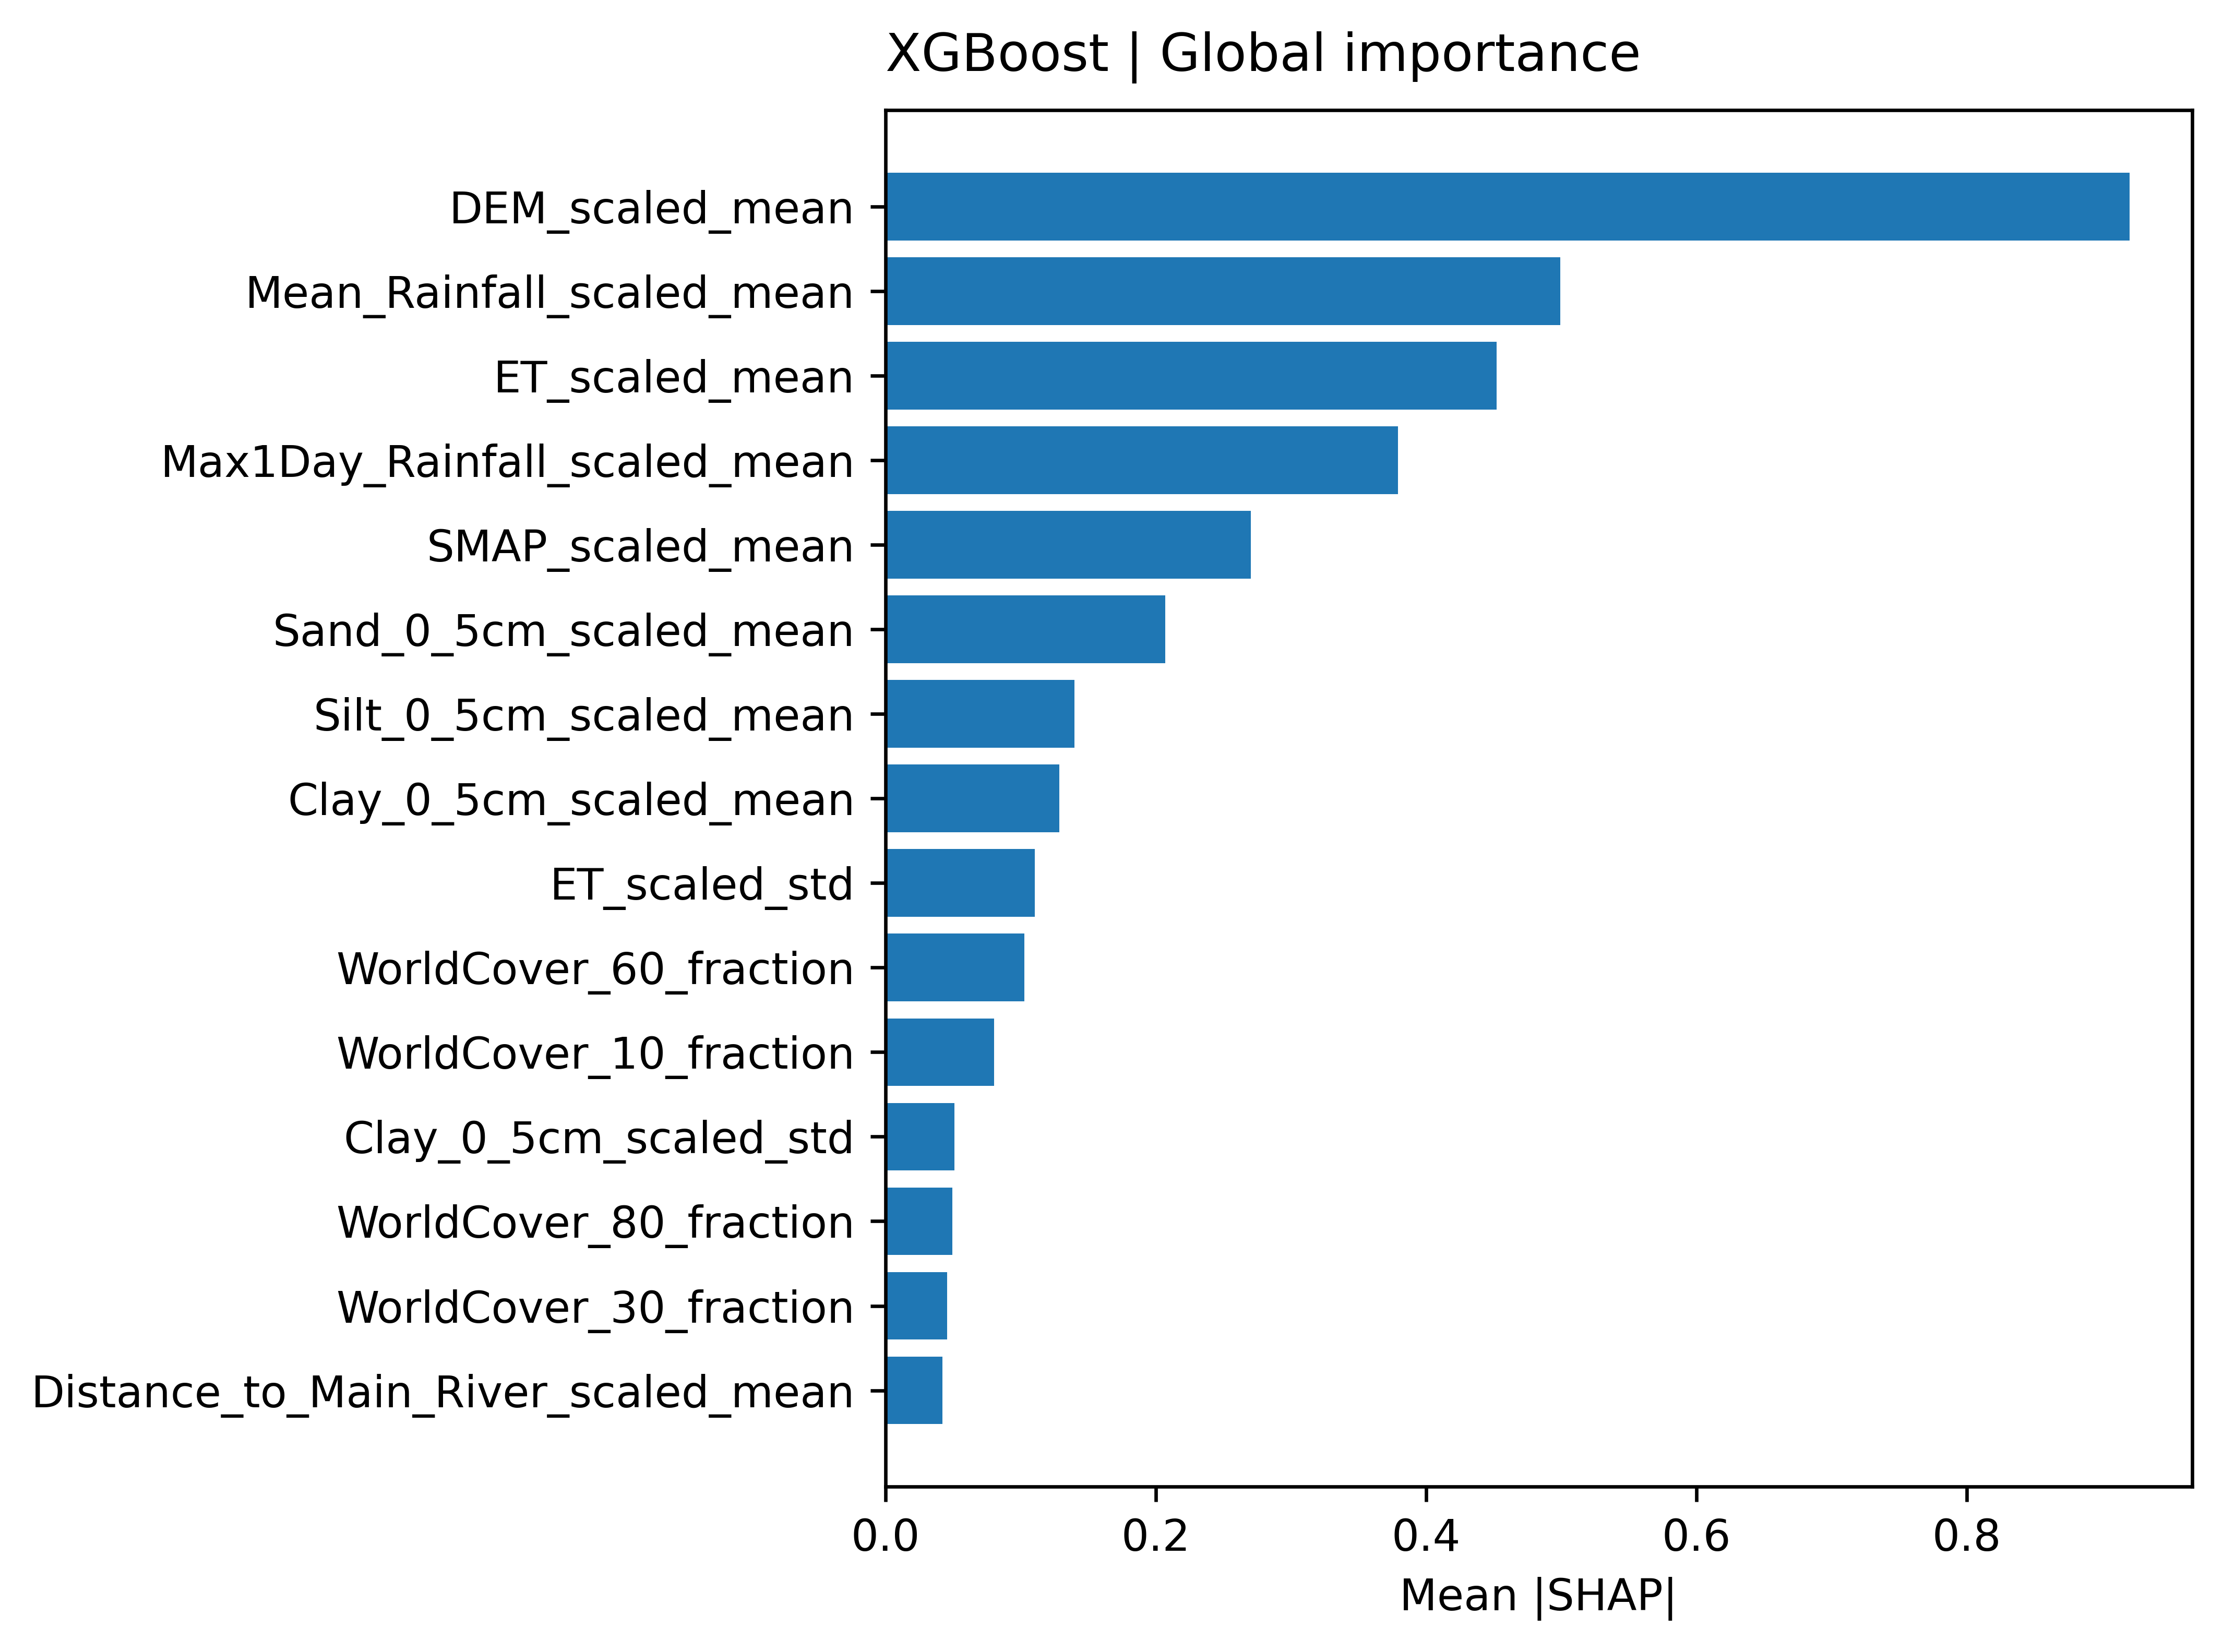 XGBoost | Global importance
DEM_scaled_mean
Mean_Rainfall_scaled_mean
ET_scaled_mean
Max1Day_Rainfall_scaled_mean
SMAP_scaled_mean
Sand_0_5cm_scaled_mean
Silt_0_5cm_scaled_mean
Clay_0_5cm_scaled_mean
ET_scaled_std
WorldCover_60_fraction
WorldCover_10_fraction
Clay_0_5cm_scaled_std
WorldCover_80_fraction
WorldCover_30_fraction
Distance_to_Main_River_scaled_mean
0.0 0.2 0.4 0.6 0.8
Mean |SHAP|